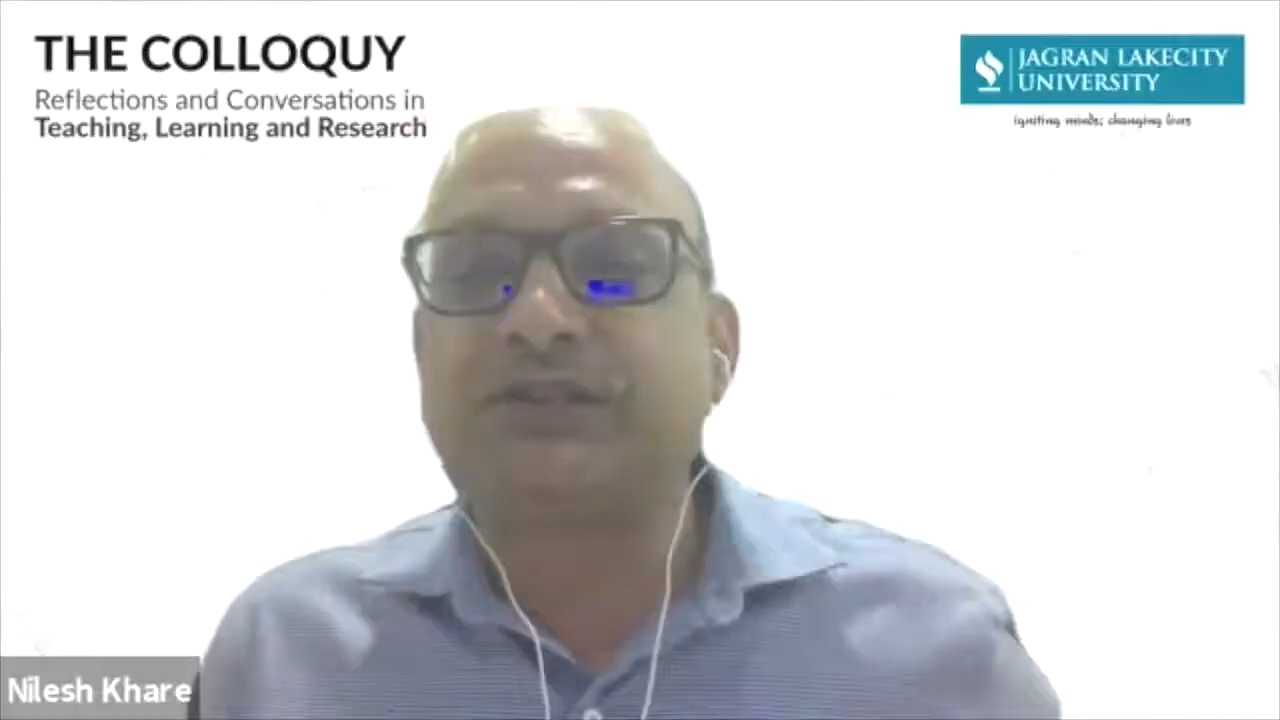 THE COLLOQUY
Reflections and Conversations in
Teaching, Learning and Research
JAGRAN LAKECITY
UNIVERSITY
igniting minds; changing lives
Nilesh Khare